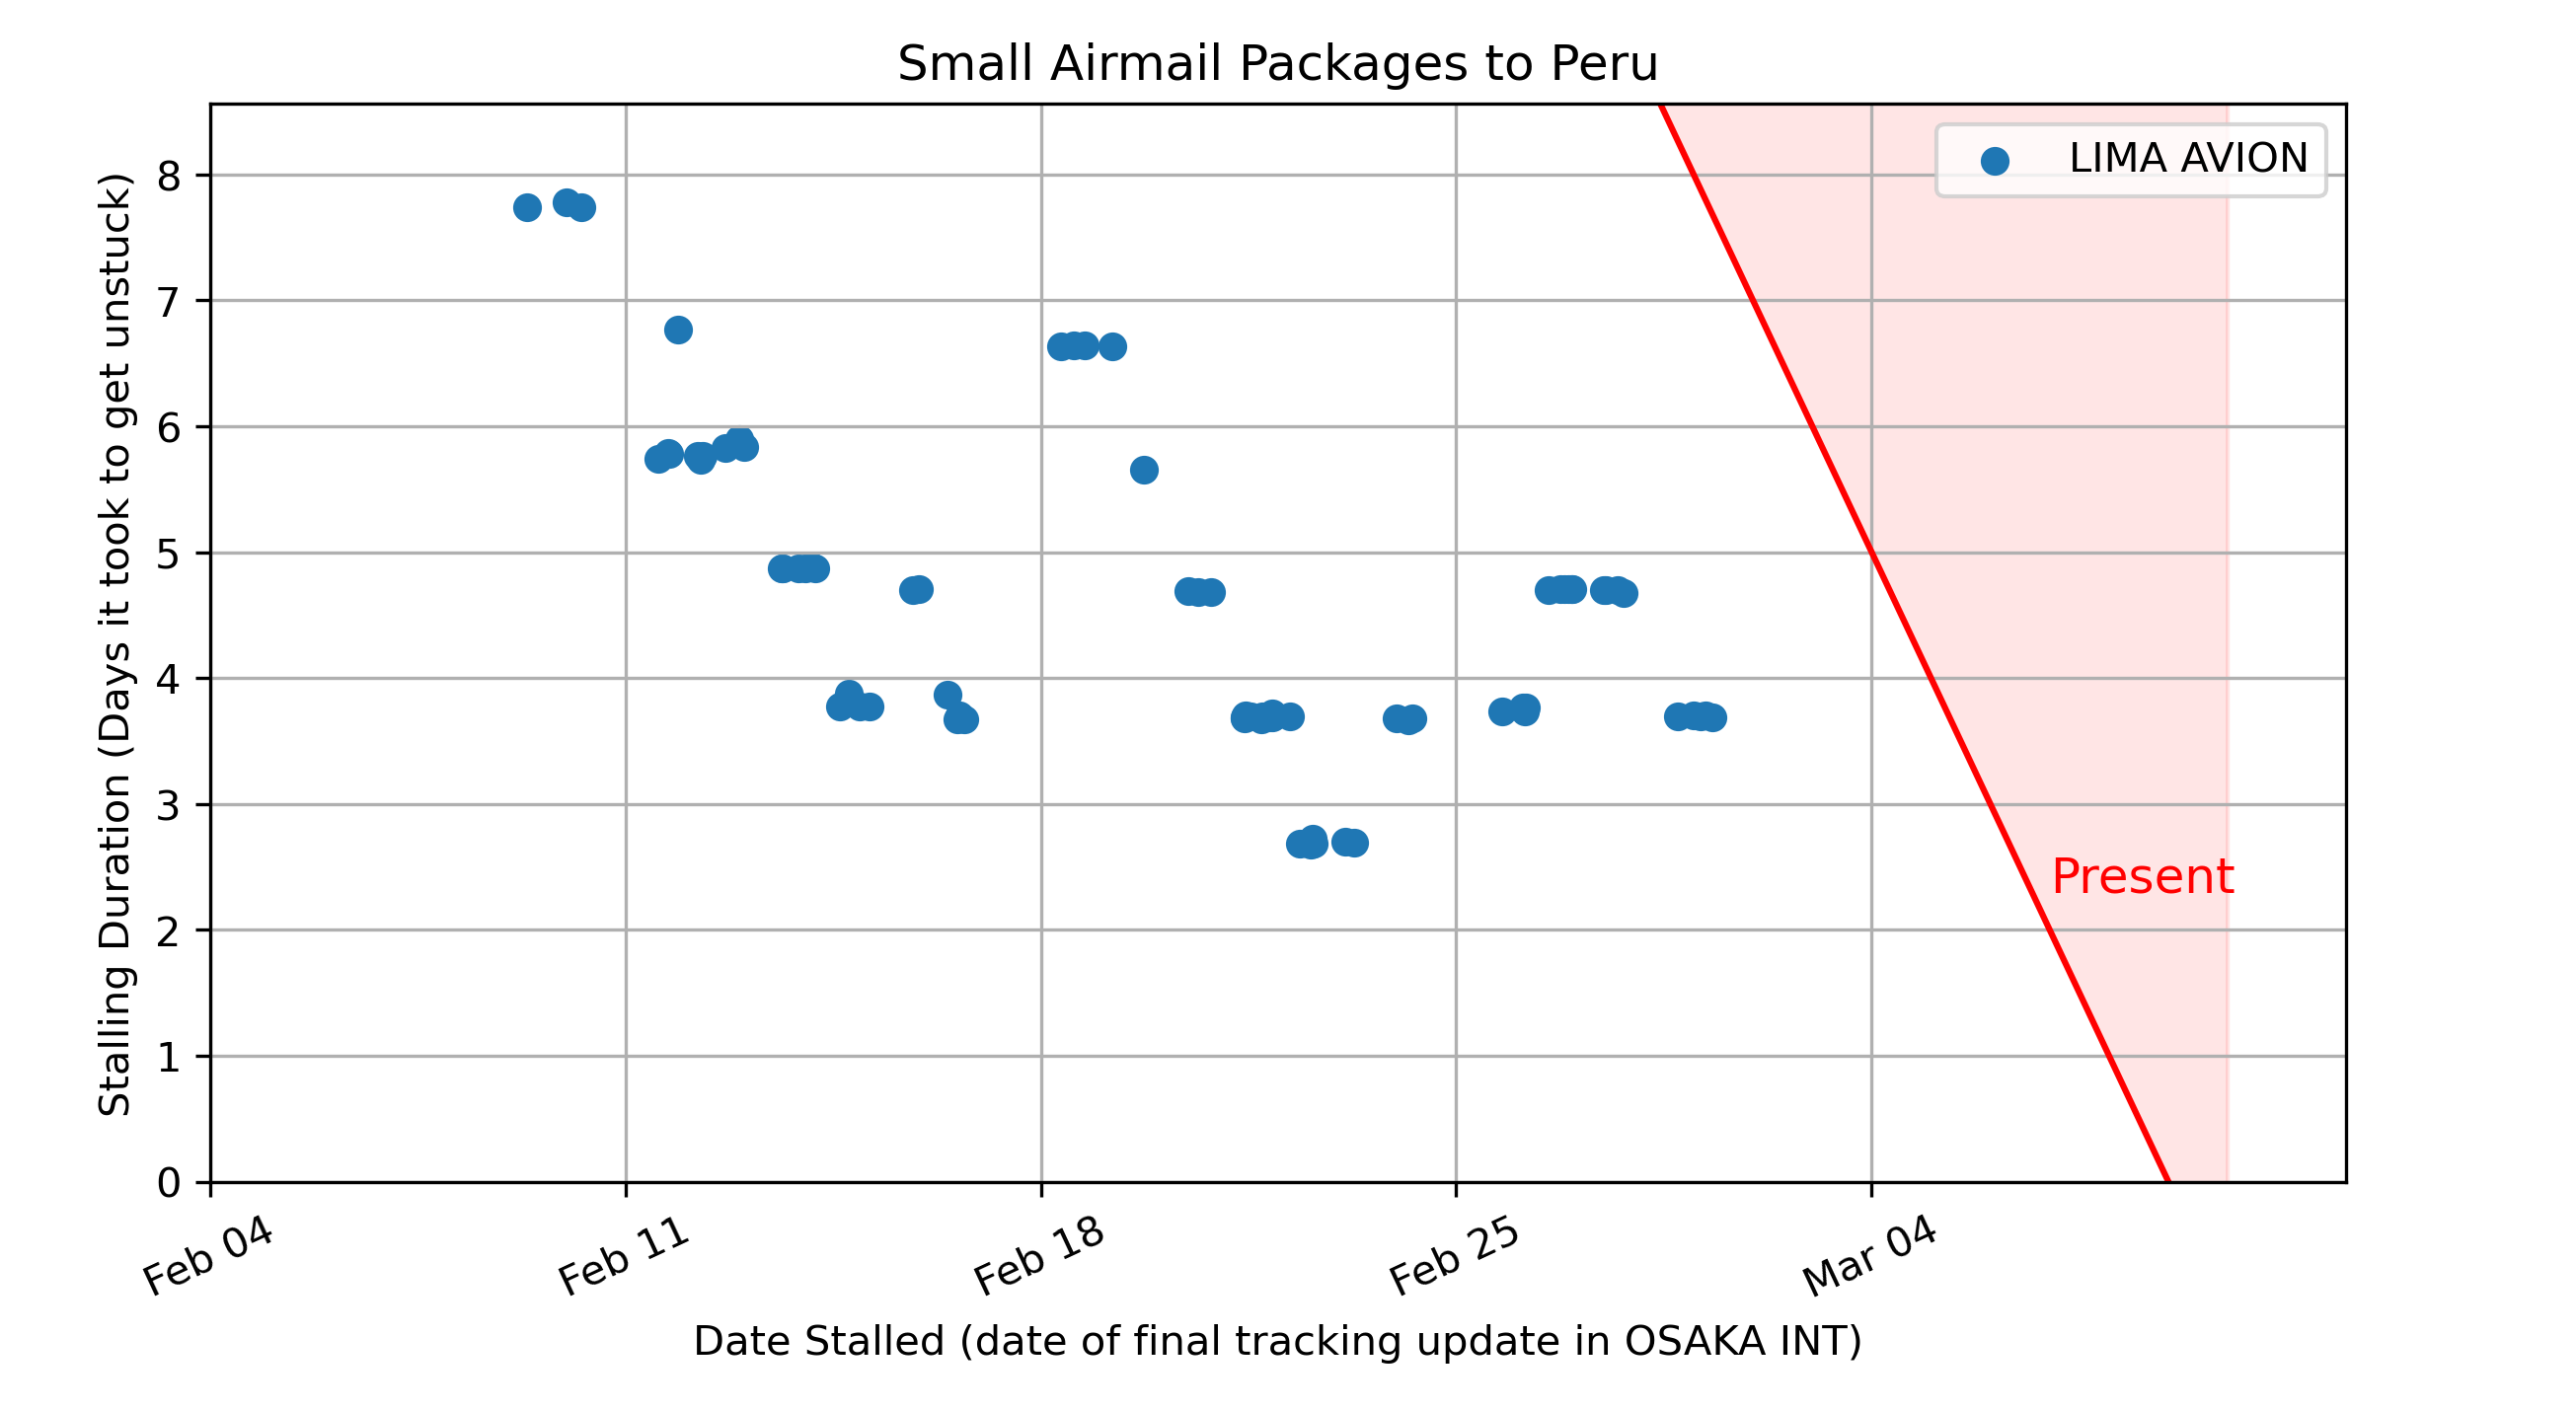 Small Airmail Packages to Peru
LIMA AVION
Stalling Duration (Days it took to get unstuck)
8
7
6
5
4
3
2
1
0
Present
Feb 04
Feb 11
Feb 18
Feb 25
Mar 04
Date Stalled (date of final tracking update in OSAKA INT)